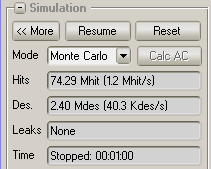 Simulation
<< More Resume Reset
Mode Monte Carlo Calc AC
Hits 74.29 Mhit (1.2 Mhit/s)
Des. 2.40 Mdes (40.3 Kdes/s)
Leaks None
Time Stopped: 00:01:00